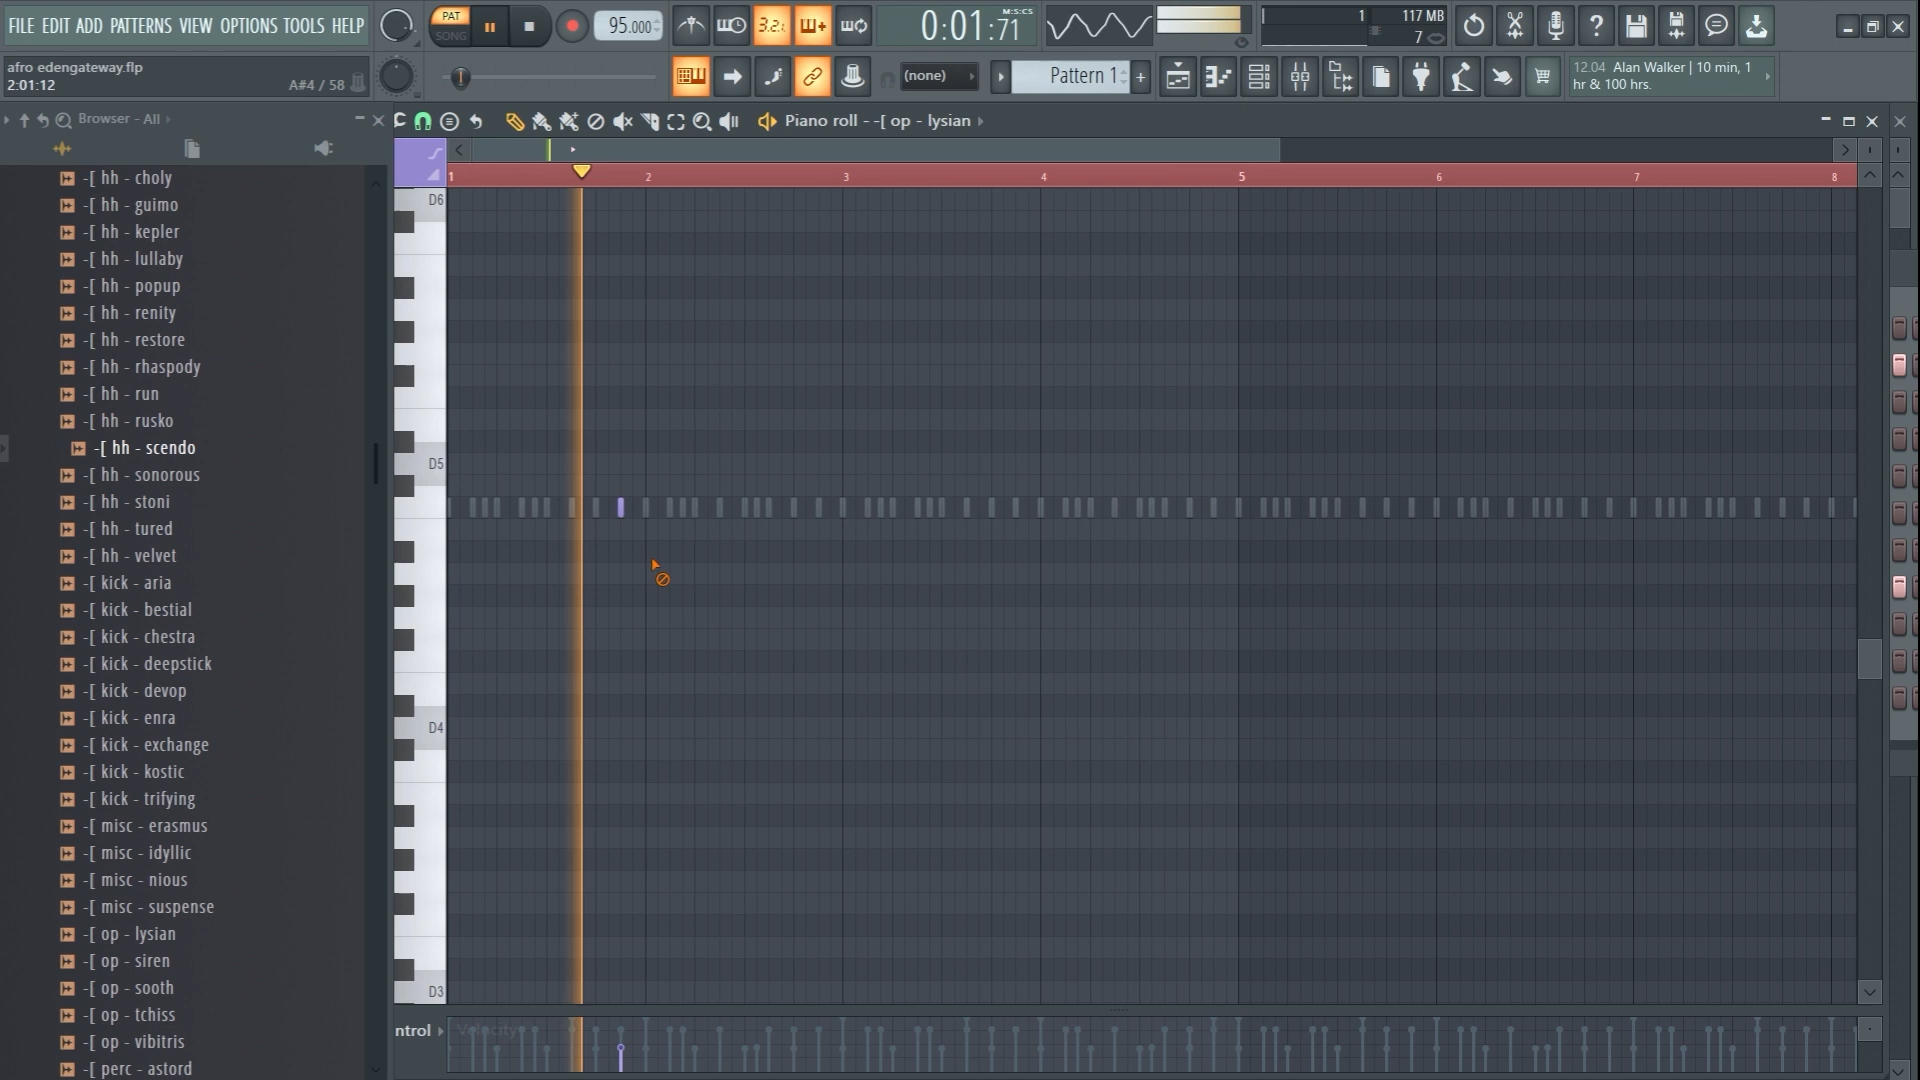 FILE EDIT ADD PATTERNS VIEW OPTIONS TOOLS HELP
PAT
SONG
95.000
3.2.
0:01:71
M:S:CS
1
117 MB
7
afro edengateway.flp
2:01:12
A#4 / 58
(none)
Pattern 1
12.04 Alan Walker | 10 min, 1
hr & 100 hrs.
Browser - All
Piano roll - -[ op - lysian
1 2 3 4 5 6 7 8
-[ hh - choly
-[ hh - guimo
-[ hh - kepler
-[ hh - lullaby
-[ hh - popup
-[ hh - renity
-[ hh - restore
-[ hh - rhaspody
-[ hh - run
-[ hh - rusko
-[ hh - scendo
-[ hh - sonorous
-[ hh - stoni
-[ hh - tured
-[ hh - velvet
-[ kick - aria
-[ kick - bestial
-[ kick - chestra
-[ kick - deepstick
-[ kick - devop
-[ kick - enra
-[ kick - exchange
-[ kick - kostic
-[ kick - trifying
-[ misc - erasmus
-[ misc - idyllic
-[ misc - nious
-[ misc - suspense
-[ op - lysian
-[ op - siren
-[ op - sooth
-[ op - tchiss
-[ op - vibitris
-[ perc - astord
D6
D5
D4
D3
ntrol
Velocity